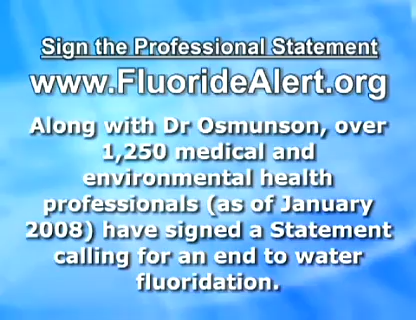 Sign the Professional Statement
www.FluorideAlert.org
Along with Dr Osmunson, over
1,250 medical and
environmental health
professionals (as of January
2008) have signed a Statement
calling for an end to water
fluoridation.